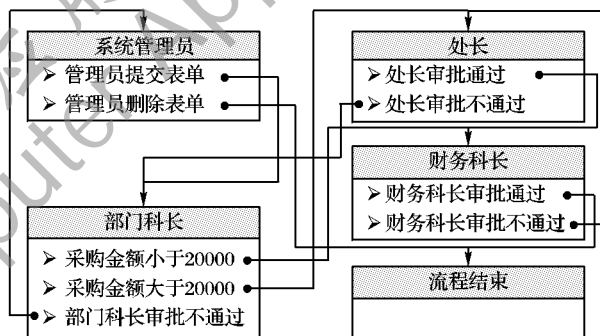 系统管理员
➢ 管理员提交表单
➢ 管理员删除表单
处长
➢ 处长审批通过
➢ 处长审批不通过
财务科长
➢ 财务科长审批通过
➢ 财务科长审批不通过
部门科长
➢ 采购金额小于20000
➢ 采购金额大于20000
➢ 部门科长审批不通过
流程结束